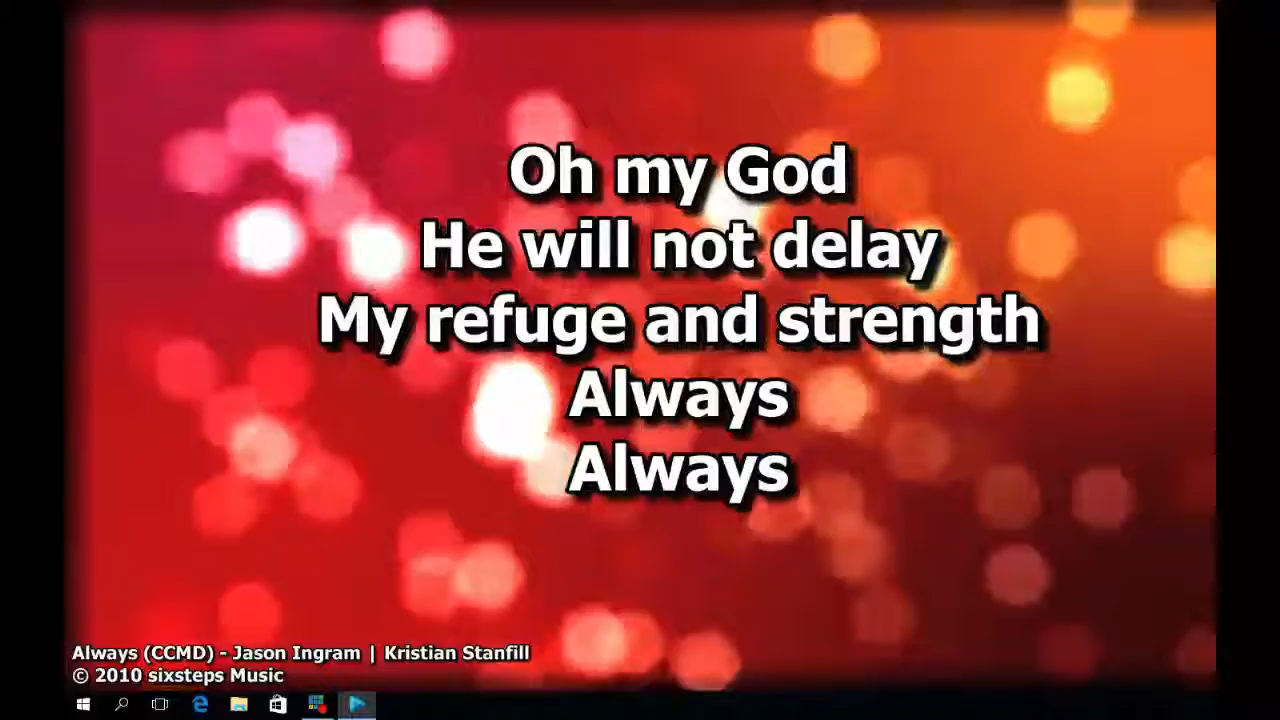 Oh my God
He will not delay
My refuge and strength
Always
Always
Always (CCMD) - Jason Ingram | Kristian Stanfill
© 2010 sixsteps Music